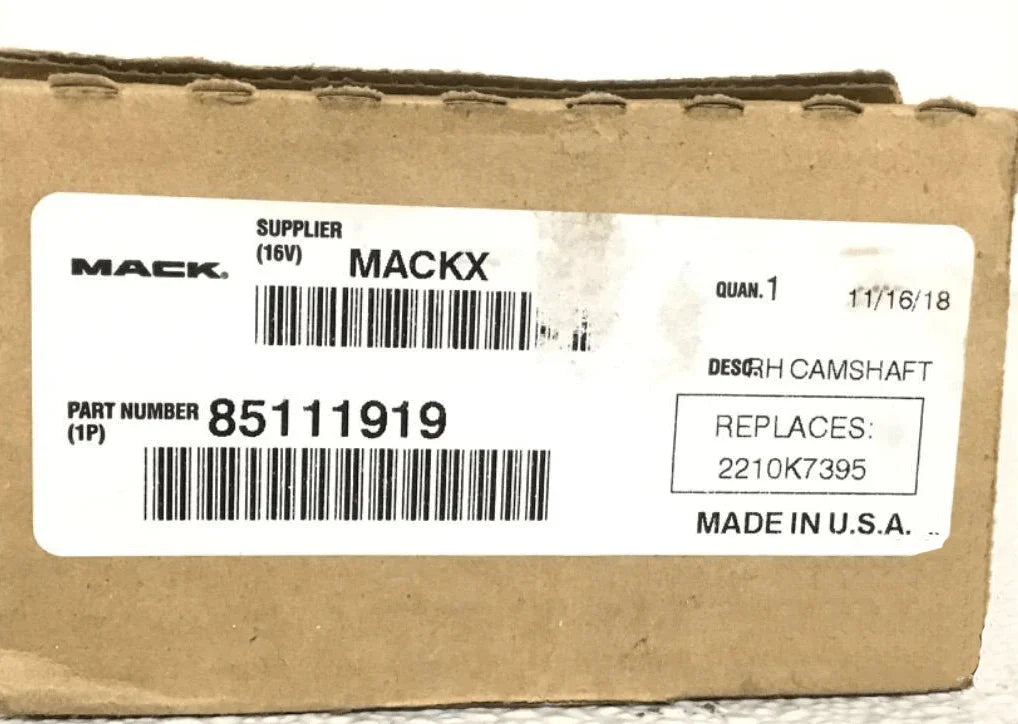 MACK.
SUPPLIER
(16V) MACKX
QUAN. 1
11/16/18
DESC. RH CAMSHAFT
PART NUMBER 85111919
(1P)
REPLACES:
2210K7395
MADE IN U.S.A.